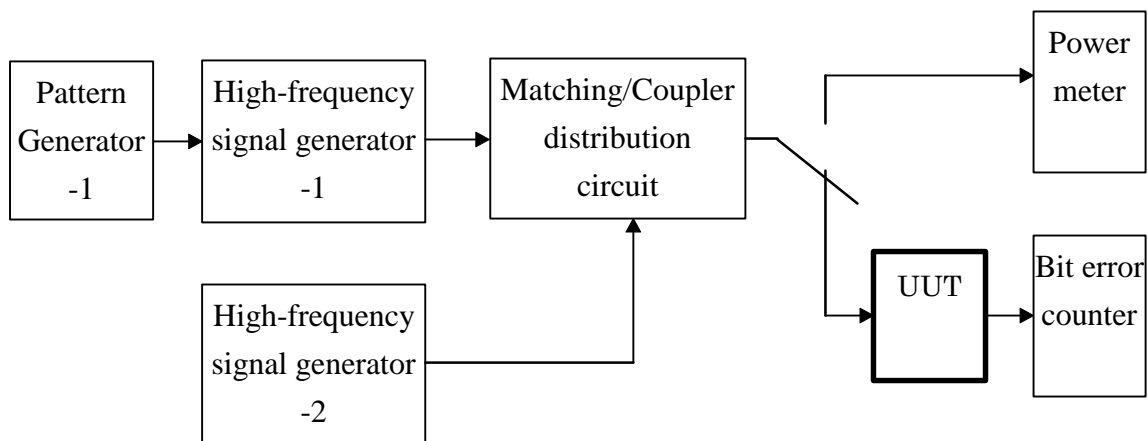 Pattern
Generator
-1
High-frequency
signal generator
-1
Matching/Coupler
distribution
circuit
Power
meter
High-frequency
signal generator
-2
UUT
Bit error
counter